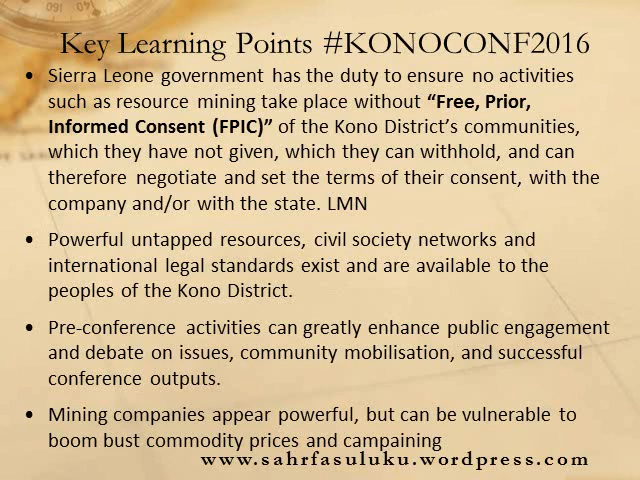 Key Learning Points #KONOCONF2016
• Sierra Leone government has the duty to ensure no activities
such as resource mining take place without “Free, Prior,
Informed Consent (FPIC)” of the Kono District’s communities,
which they have not given, which they can withhold, and can
therefore negotiate and set the terms of their consent, with the
company and/or with the state. LMN
• Powerful untapped resources, civil society networks and
international legal standards exist and are available to the
peoples of the Kono District.
• Pre-conference activities can greatly enhance public engagement
and debate on issues, community mobilisation, and successful
conference outputs.
• Mining companies appear powerful, but can be vulnerable to
boom bust commodity prices and campaining
www.sahrfasuluku.wordpress.com